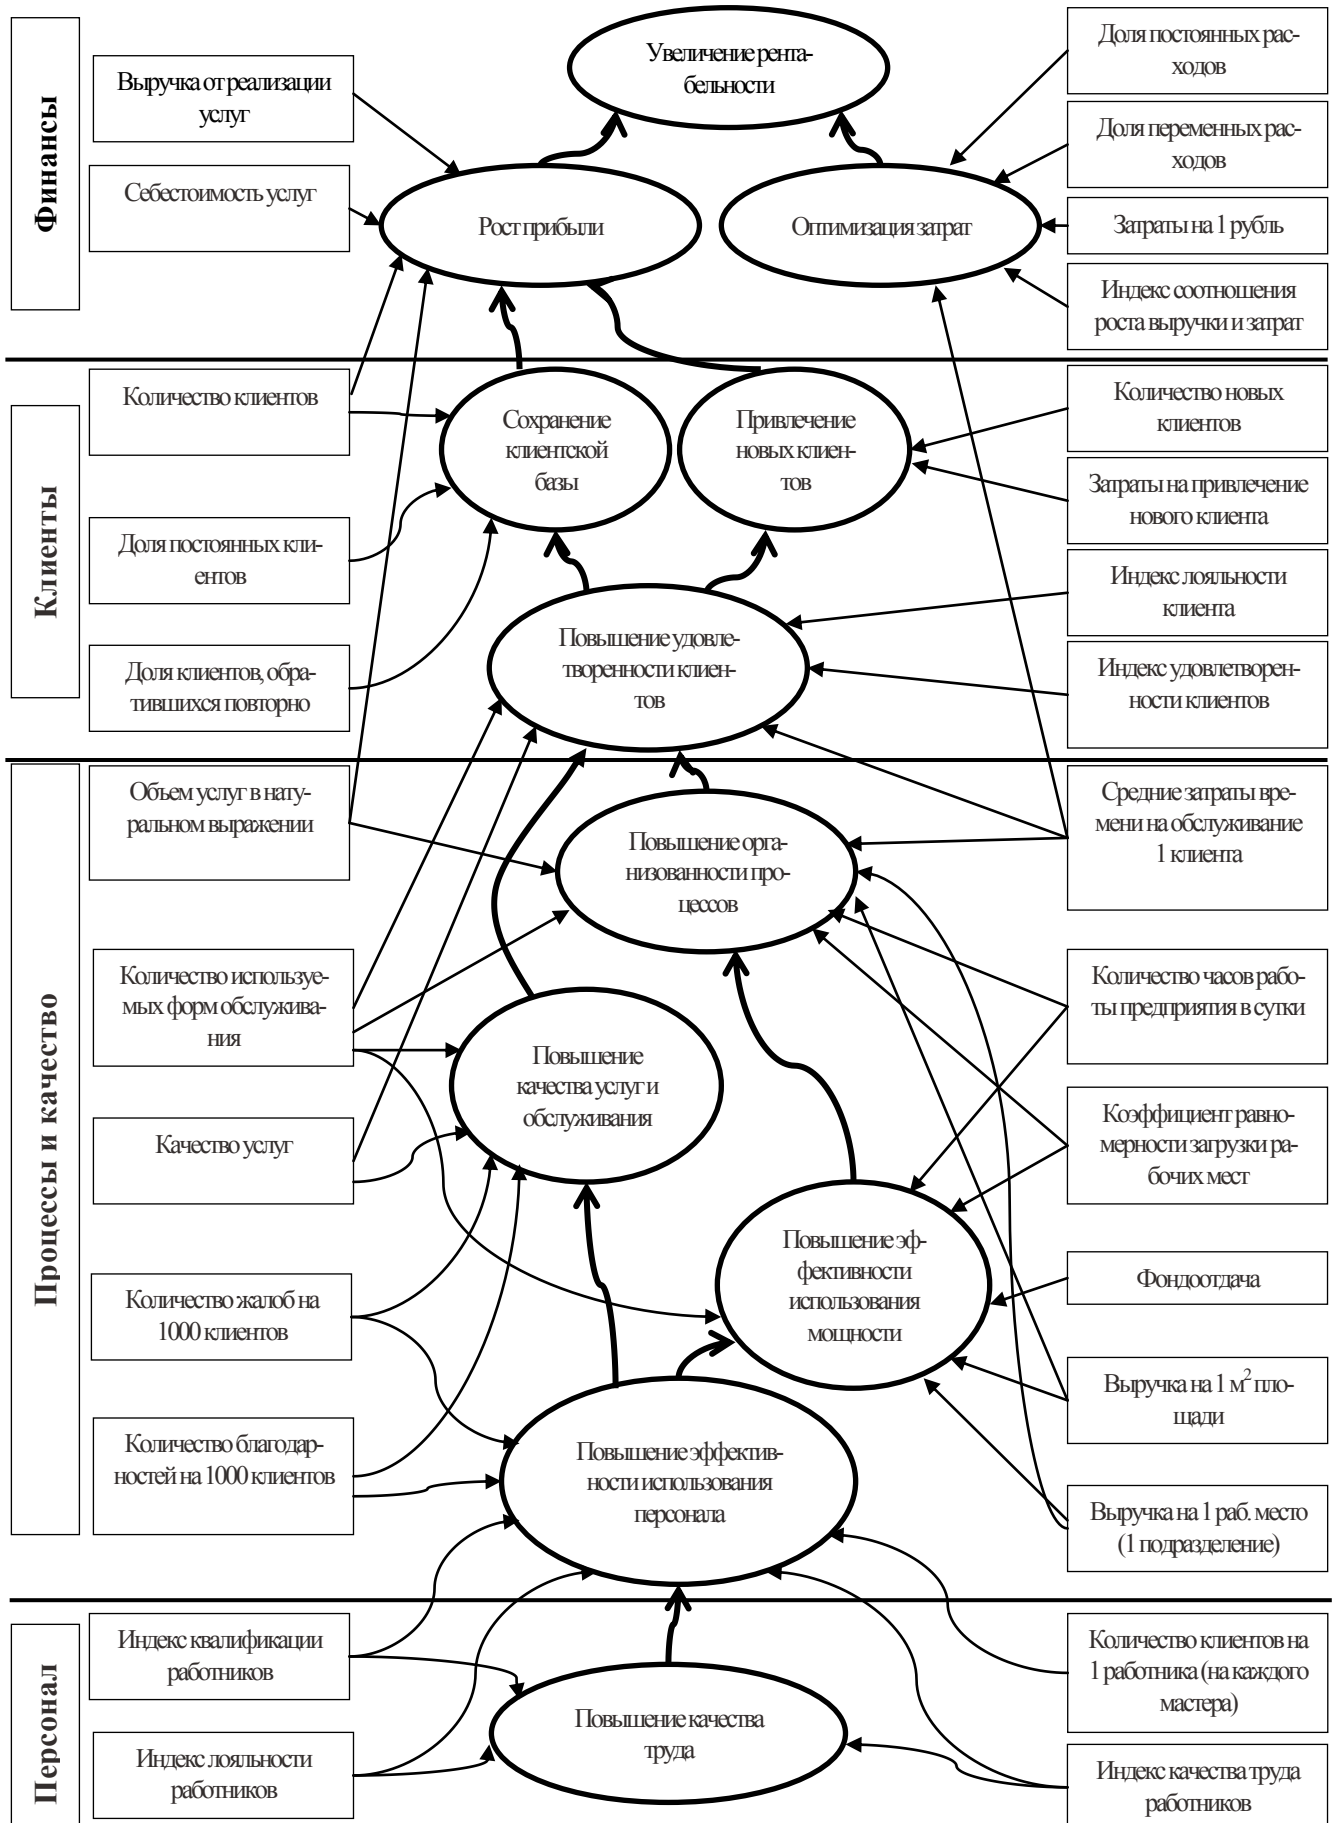 Финансы
Выручка от реализации
услуг
Себестоимость услуг
Увеличение рента-
бельности
Рост прибыли
Оптимизация затрат
Доля постоянных рас-
ходов
Доля переменных рас-
ходов
Затраты на 1 рубль
Индекс соотношения
роста выручки и затрат
Клиенты
Количество клиентов
Доля постоянных кли-
ентов
Доля клиентов, обра-
тившихся повторно
Сохранение
клиентской
базы
Привлечение
новых клиен-
тов
Повышение удовле-
творенности клиен-
тов
Количество новых
клиентов
Затраты на привлечение
нового клиента
Индекс лояльности
клиента
Индекс удовлетворен-
ности клиентов
Процессы и качество
Объем услуг в нату-
ральном выражении
Количество используе-
мых форм обслужива-
ния
Качество услуг
Количество жалоб на
1000 клиентов
Количество благодар-
ностей на 1000 клиентов
Повышение орга-
низованности про-
цессов
Повышение
качества услуг и
обслуживания
Повышение эф-
фективности
использования
мощности
Повышение эффектив-
ности использования
персонала
Средние затраты вре-
мени на обслуживание
1 клиента
Количество часов рабо-
ты предприятия в сутки
Коэффициент равно-
мерности загрузки ра-
бочих мест
Фондоотдача
Выручка на 1 м² пло-
щади
Выручка на 1 раб. место
(1 подразделение)
Персонал
Индекс квалификации
работников
Индекс лояльности
работников
Повышение качества
труда
Количество клиентов на
1 работника (на каждого
мастера)
Индекс качества труда
работников